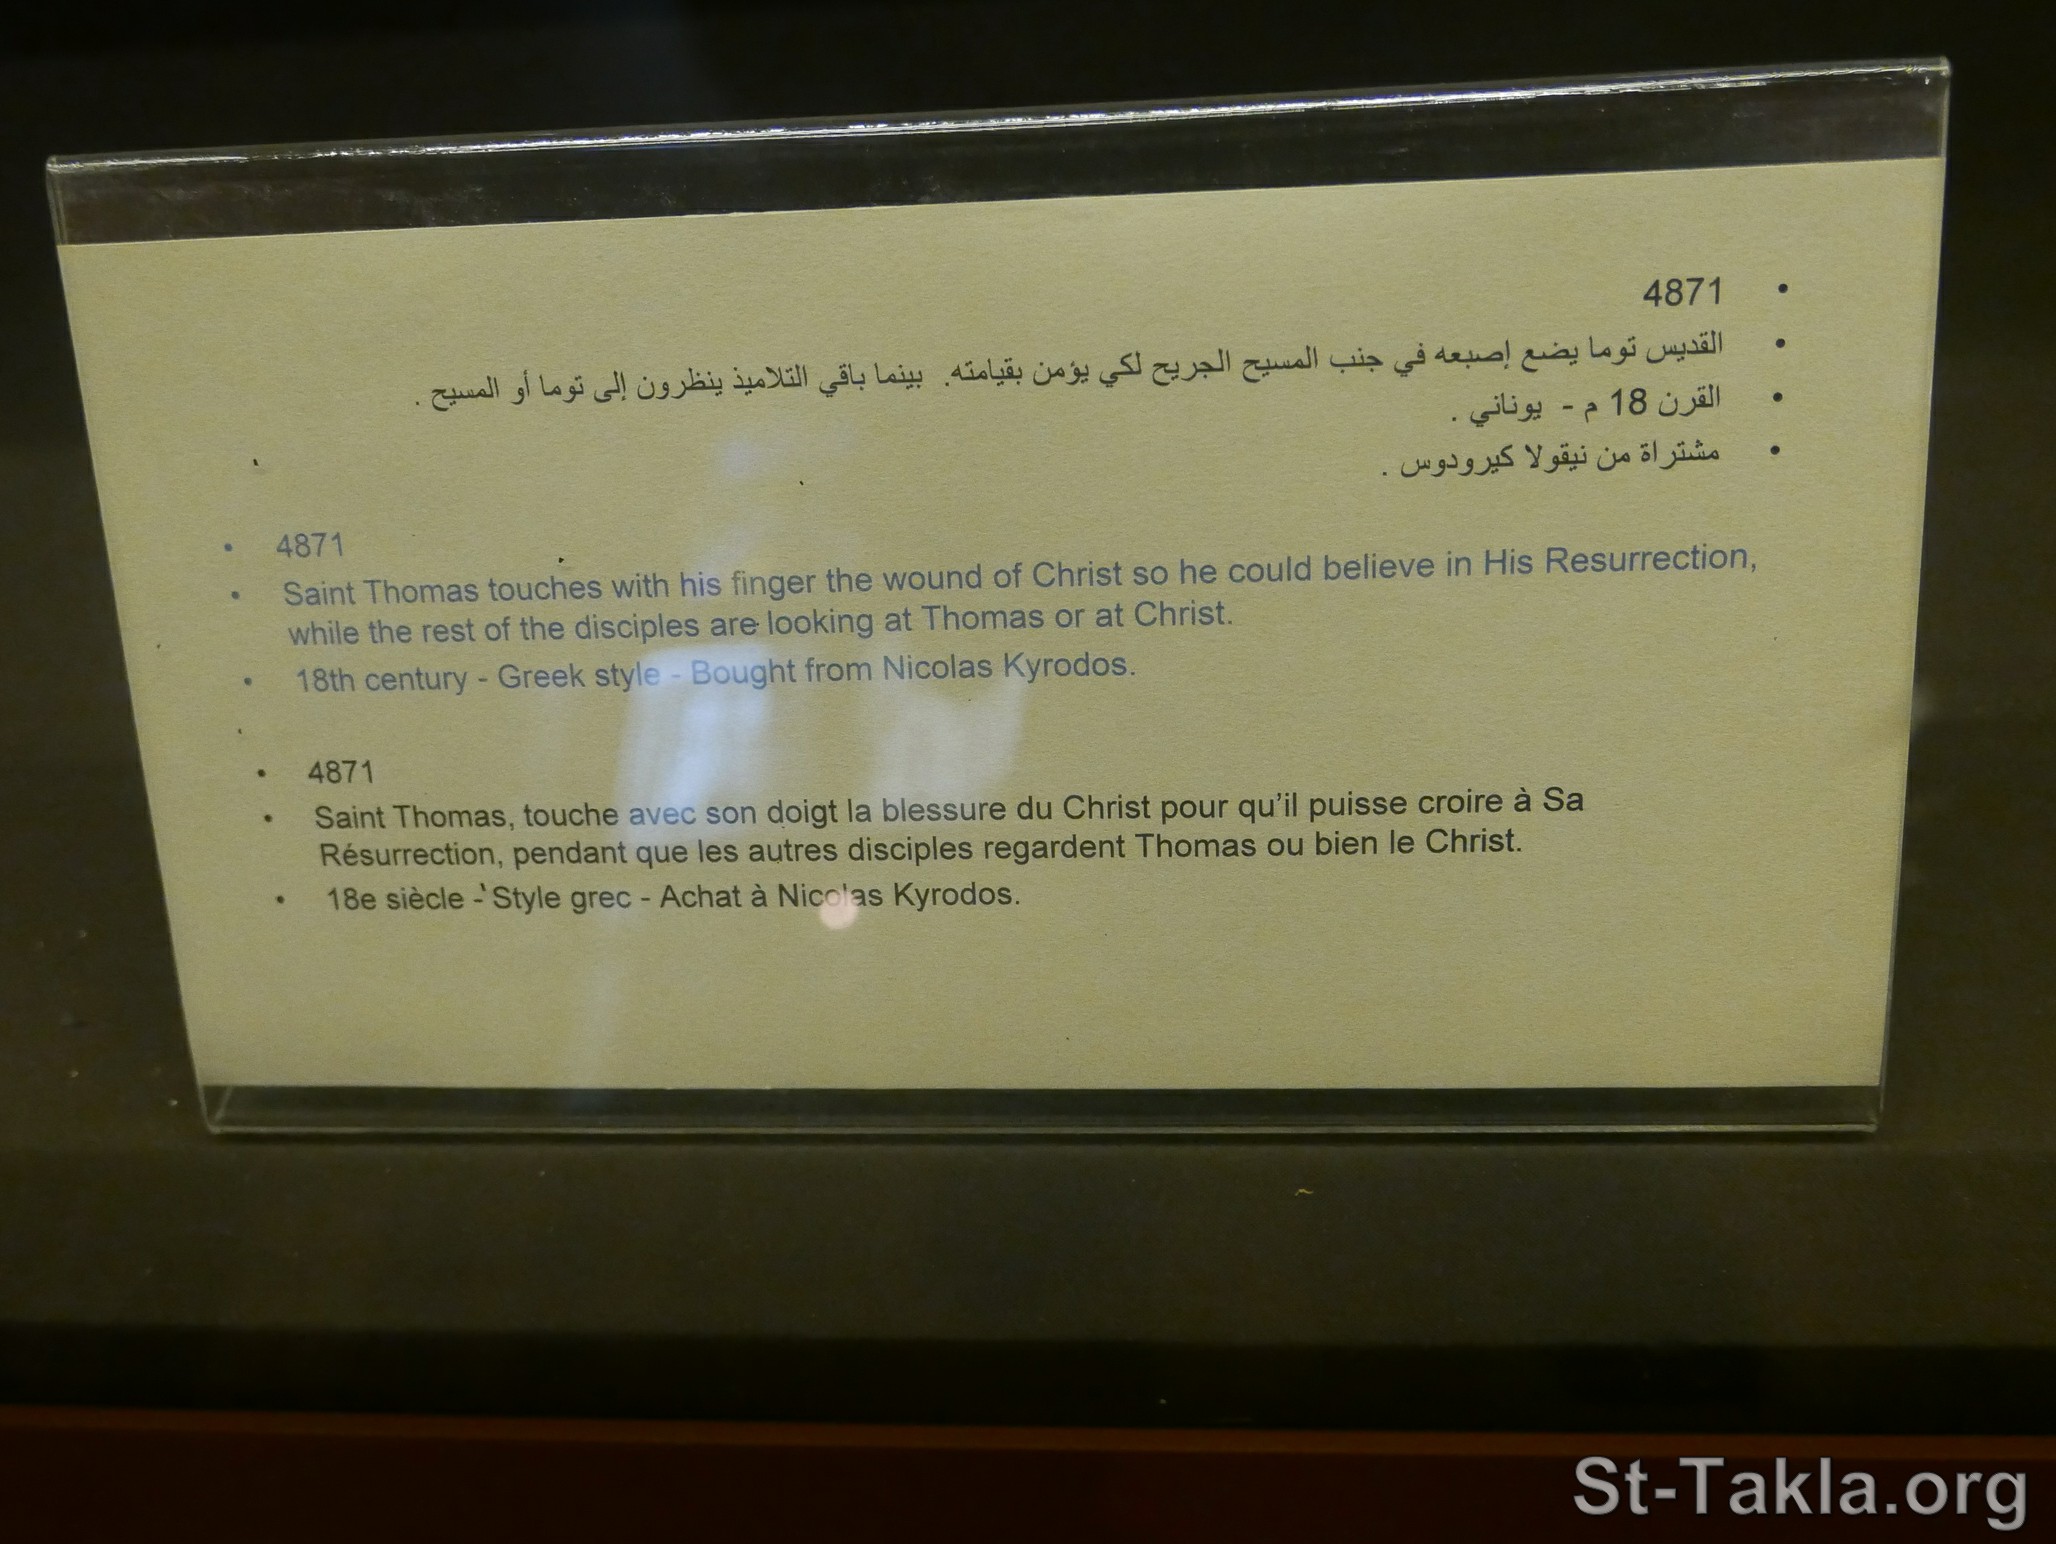 • 4871
• القديس توما يضع إصبعه في جنب المسيح الجريح لكي يؤمن بقيامته. بينما باقي التلاميذ ينظرون إلى توما أو المسيح .
• القرن 18 م - يوناني .
• مشتراة من نيقولا كيرودوس .
• 4871
• Saint Thomas touches with his finger the wound of Christ so he could believe in His Resurrection,
while the rest of the disciples are looking at Thomas or at Christ.
• 18th century - Greek style - Bought from Nicolas Kyrodos.
• 4871
• Saint Thomas, touche avec son doigt la blessure du Christ pour qu’il puisse croire à Sa
Résurrection, pendant que les autres disciples regardent Thomas ou bien le Christ.
• 18e siècle - Style grec - Achat à Nicolas Kyrodos.
St-Takla.org